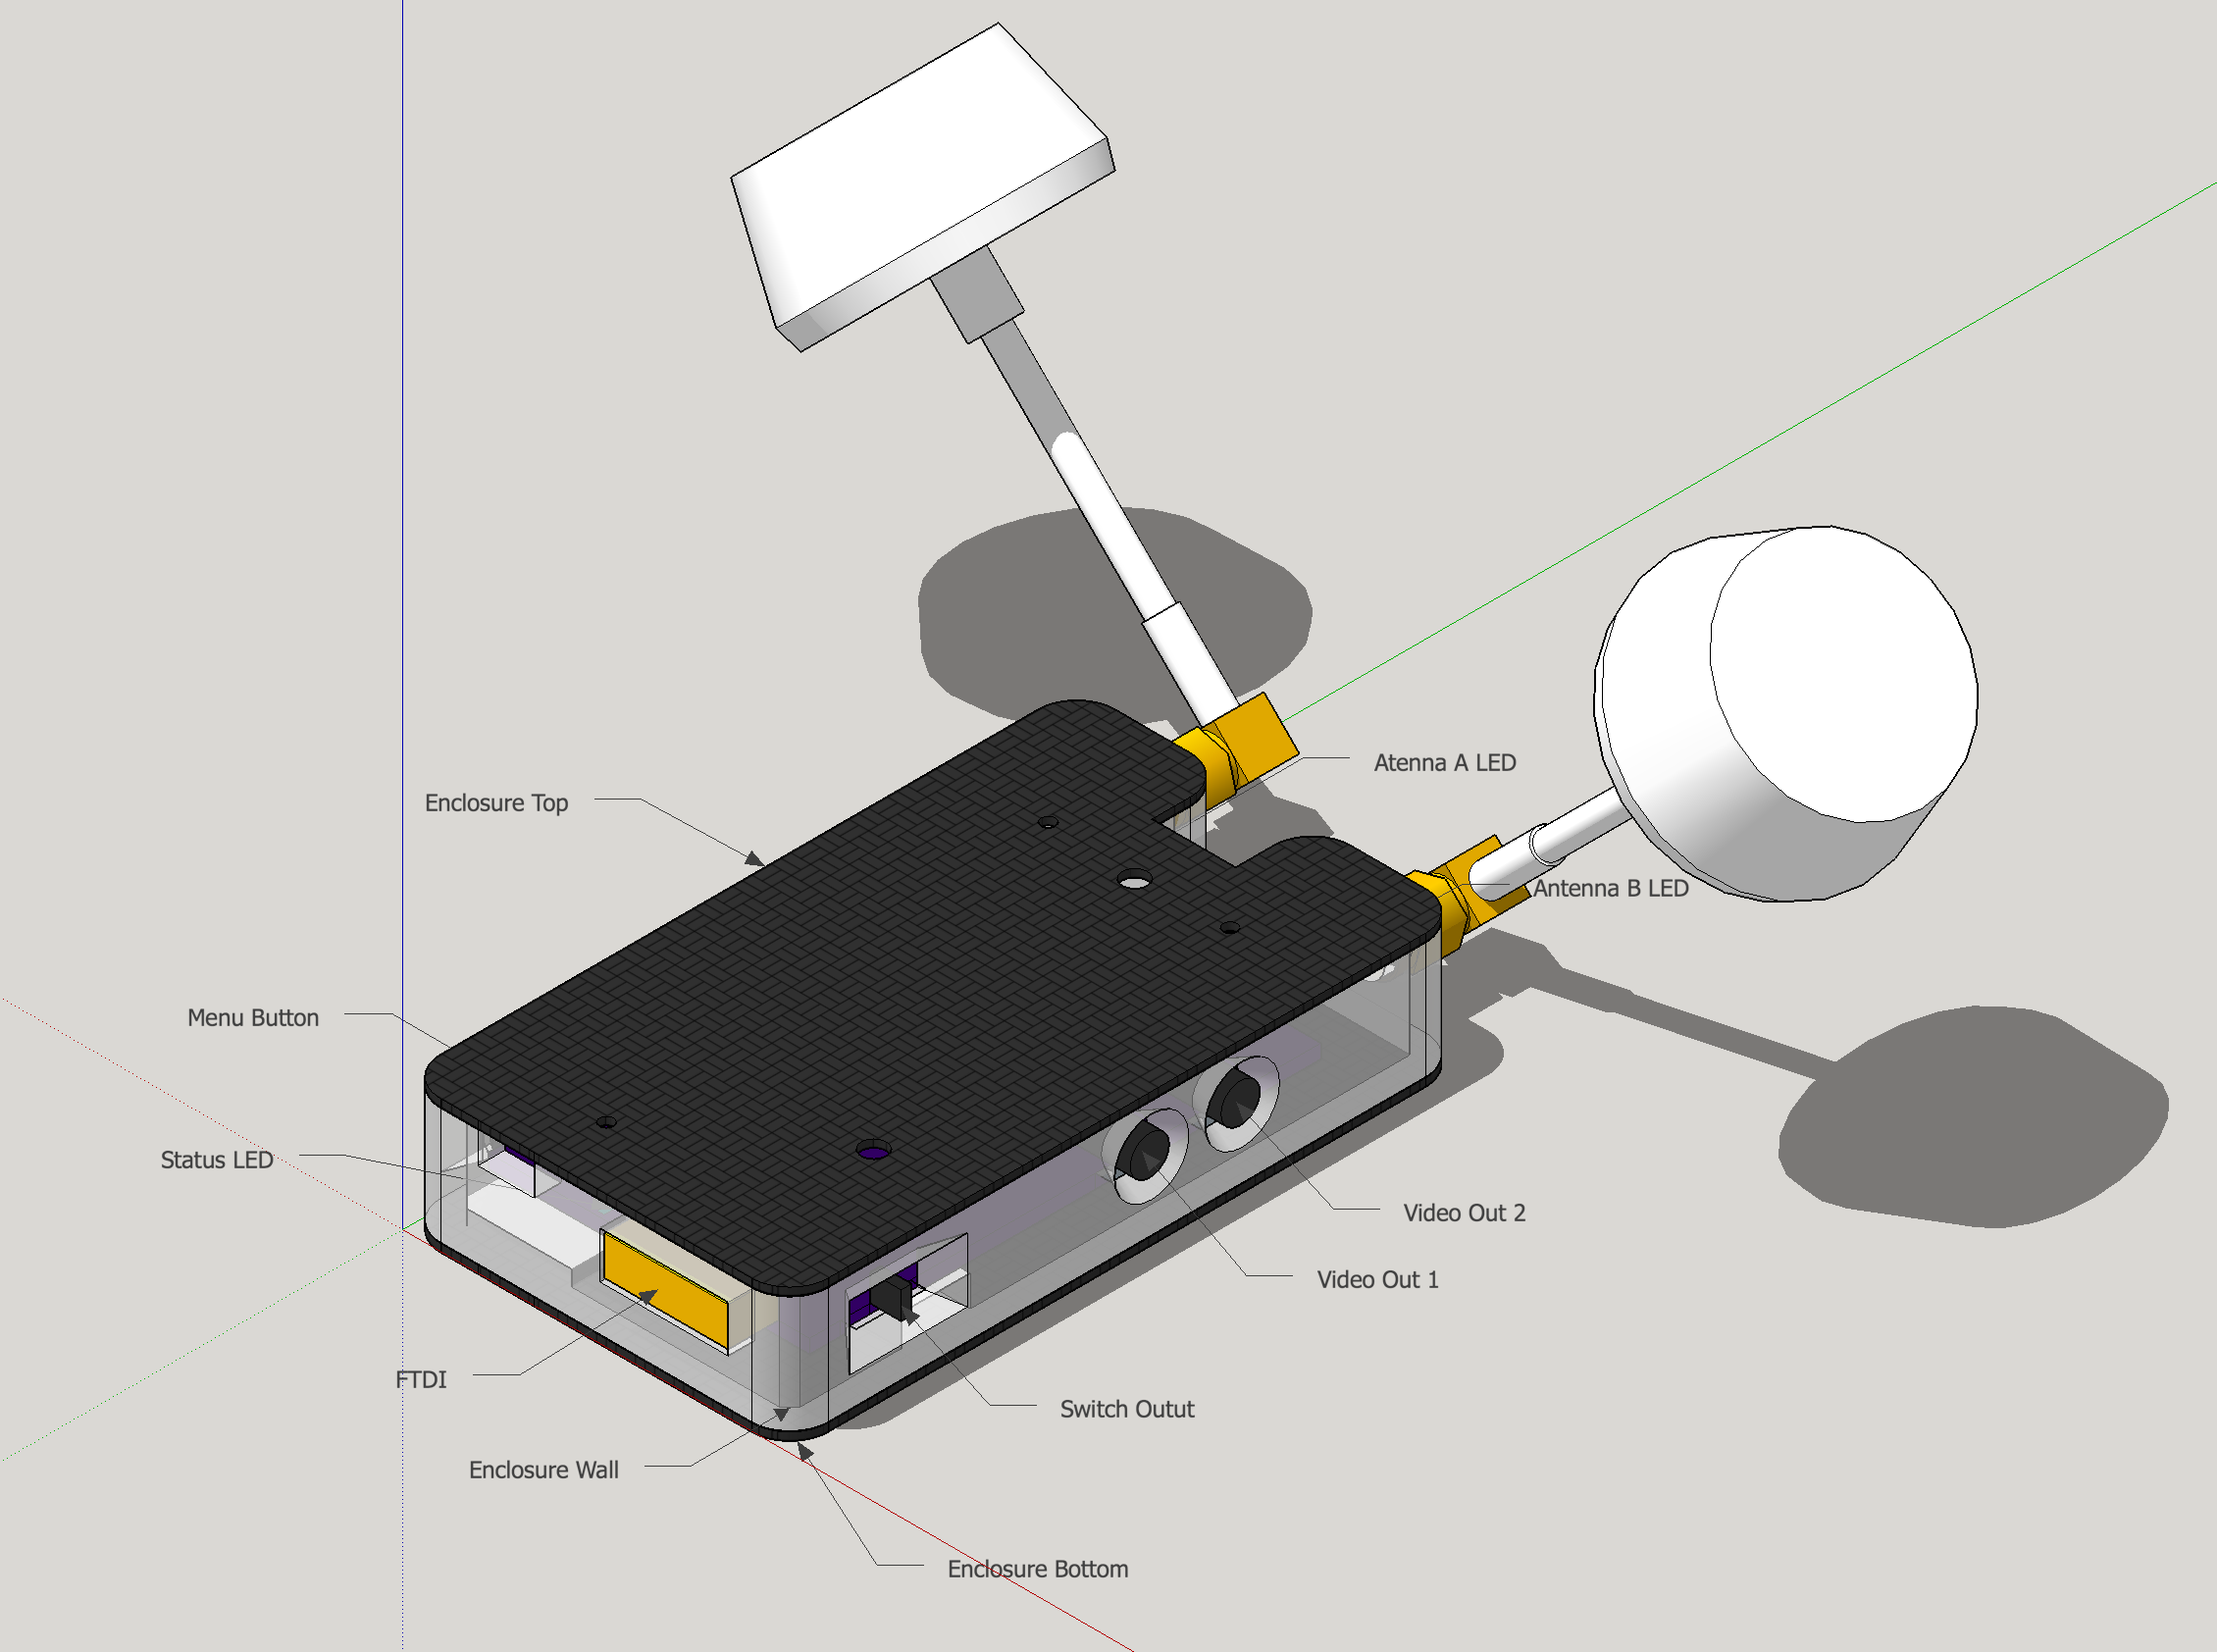 Atenna A LED
Enclosure Top
Antenna B LED
Menu Button
Status LED
Video Out 2
Video Out 1
FTDI
Switch Outut
Enclosure Wall
Enclosure Bottom